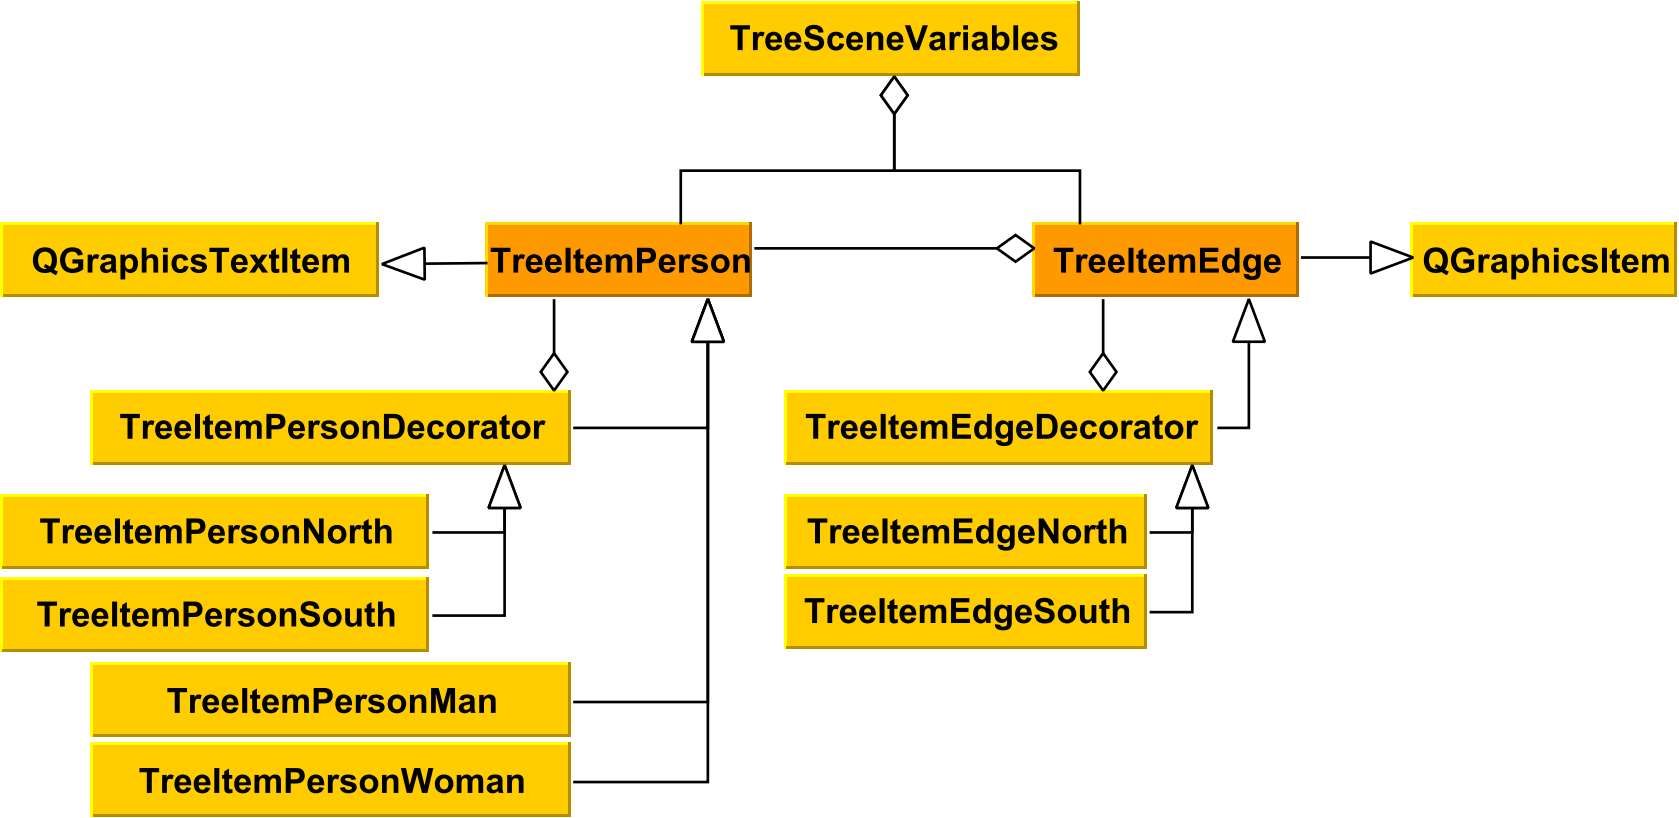 TreeSceneVariables
QGraphicsTextItem
TreeItemPerson
TreeItemEdge
QGraphicsItem
TreeItemPersonDecorator
TreeItemEdgeDecorator
TreeItemPersonNorth
TreeItemEdgeNorth
TreeItemPersonSouth
TreeItemEdgeSouth
TreeItemPersonMan
TreeItemPersonWoman